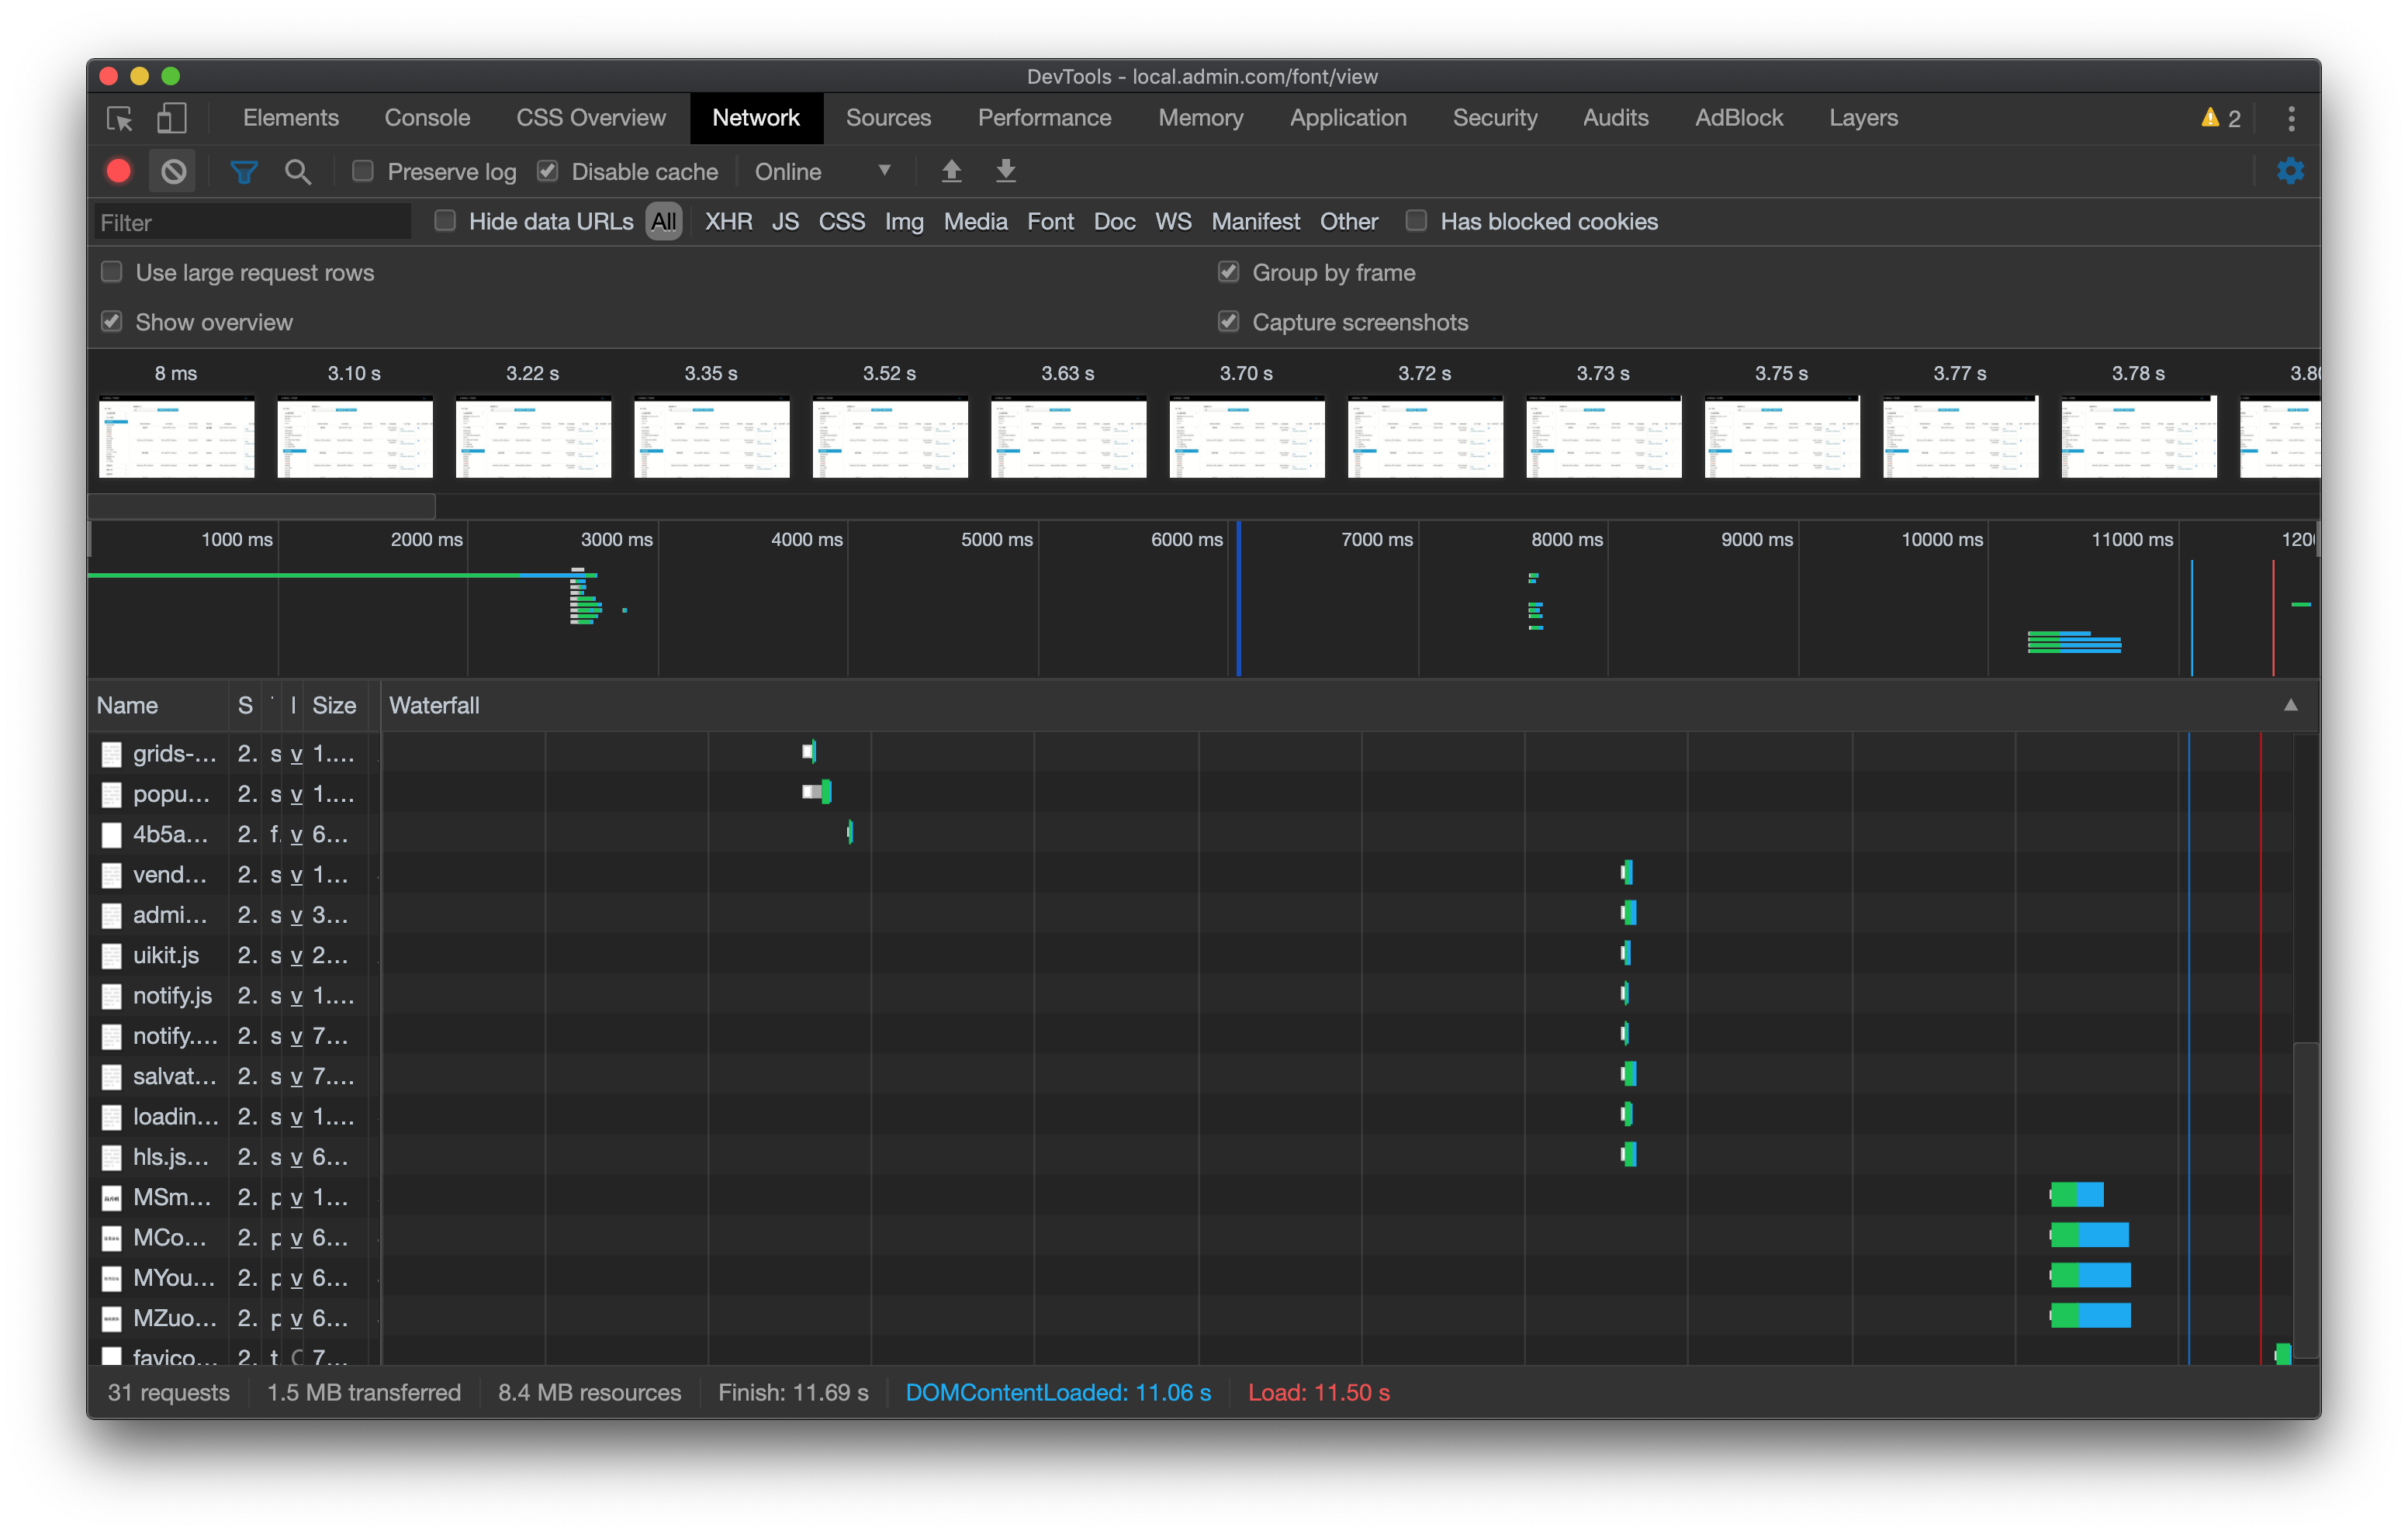 DevTools - local.admin.com/font/view
Elements Console CSS Overview Network Sources Performance Memory Application Security Audits AdBlock Layers 2
Preserve log Disable cache Online
Filter Hide data URLs All XHR JS CSS Img Media Font Doc WS Manifest Other Has blocked cookies
Use large request rows Group by frame
Show overview Capture screenshots
8 ms 3.10 s 3.22 s 3.35 s 3.52 s 3.63 s 3.70 s 3.72 s 3.73 s 3.75 s 3.77 s 3.78 s
1000 ms 2000 ms 3000 ms 4000 ms 5000 ms 6000 ms 7000 ms 8000 ms 9000 ms 10000 ms 11000 ms
Name S Size Waterfall
grids-... 2. s v 1....
popu... 2. s v 1....
4b5a... 2. f. v 6...
vend... 2. s v 1...
admi... 2. s v 3...
uikit.js 2. s v 2...
notify.js 2. s v 1....
notify.... 2. s v 7...
salvat... 2. s v 7....
loadin... 2. s v 1....
hls.js... 2. s v 6...
MSm... 2. p v 1...
MCo... 2. p v 6...
MYou... 2. p v 6...
MZuo... 2. p v 6...
favico... 2. t. 7...
31 requests 1.5 MB transferred 8.4 MB resources Finish: 11.69 s DOMContentLoaded: 11.06 s Load: 11.50 s